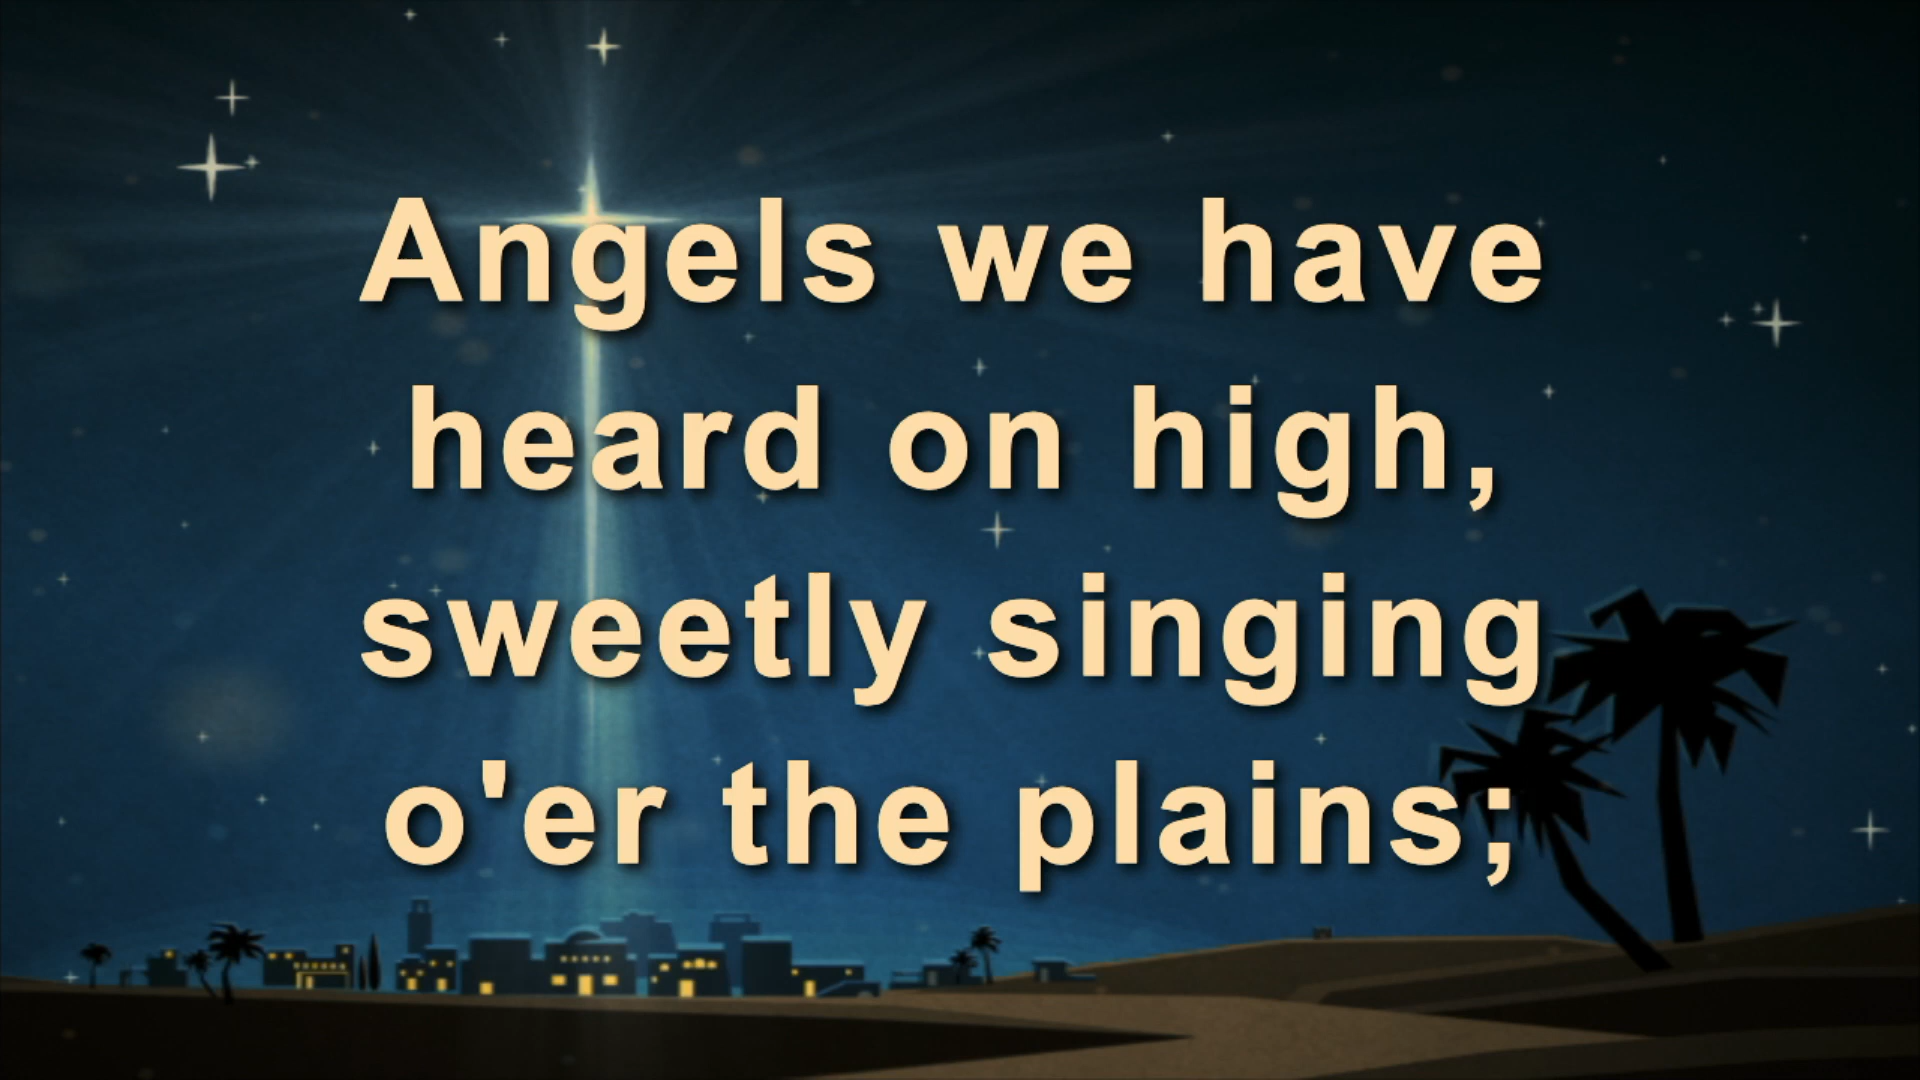 Angels we have
heard on high,
sweetly singing
o'er the plains;